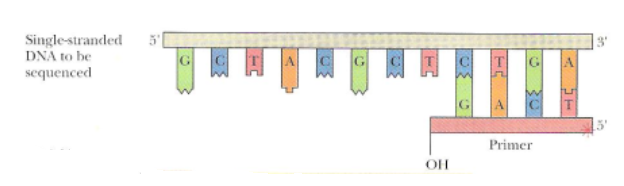 Single-stranded
DNA to be
sequenced
5' 3'
G C T A C G C T C T G A
G A C T
5'
Primer
OH